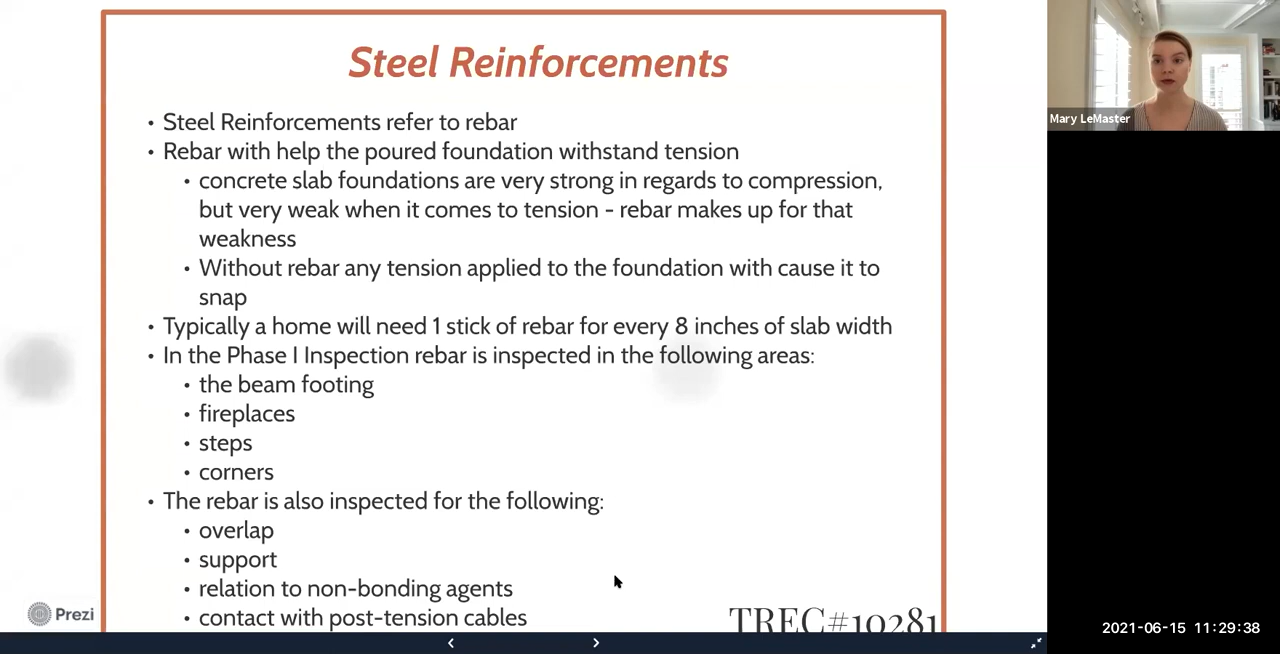 Steel Reinforcements
• Steel Reinforcements refer to rebar
• Rebar with help the poured foundation withstand tension
• concrete slab foundations are very strong in regards to compression,
but very weak when it comes to tension - rebar makes up for that
weakness
• Without rebar any tension applied to the foundation with cause it to
snap
• Typically a home will need 1 stick of rebar for every 8 inches of slab width
• In the Phase I Inspection rebar is inspected in the following areas:
• the beam footing
• fireplaces
• steps
• corners
• The rebar is also inspected for the following:
• overlap
• support
• relation to non-bonding agents
• contact with post-tension cables
TREC#10281
Prezi
Mary LeMaster
2021-06-15 11:29:38